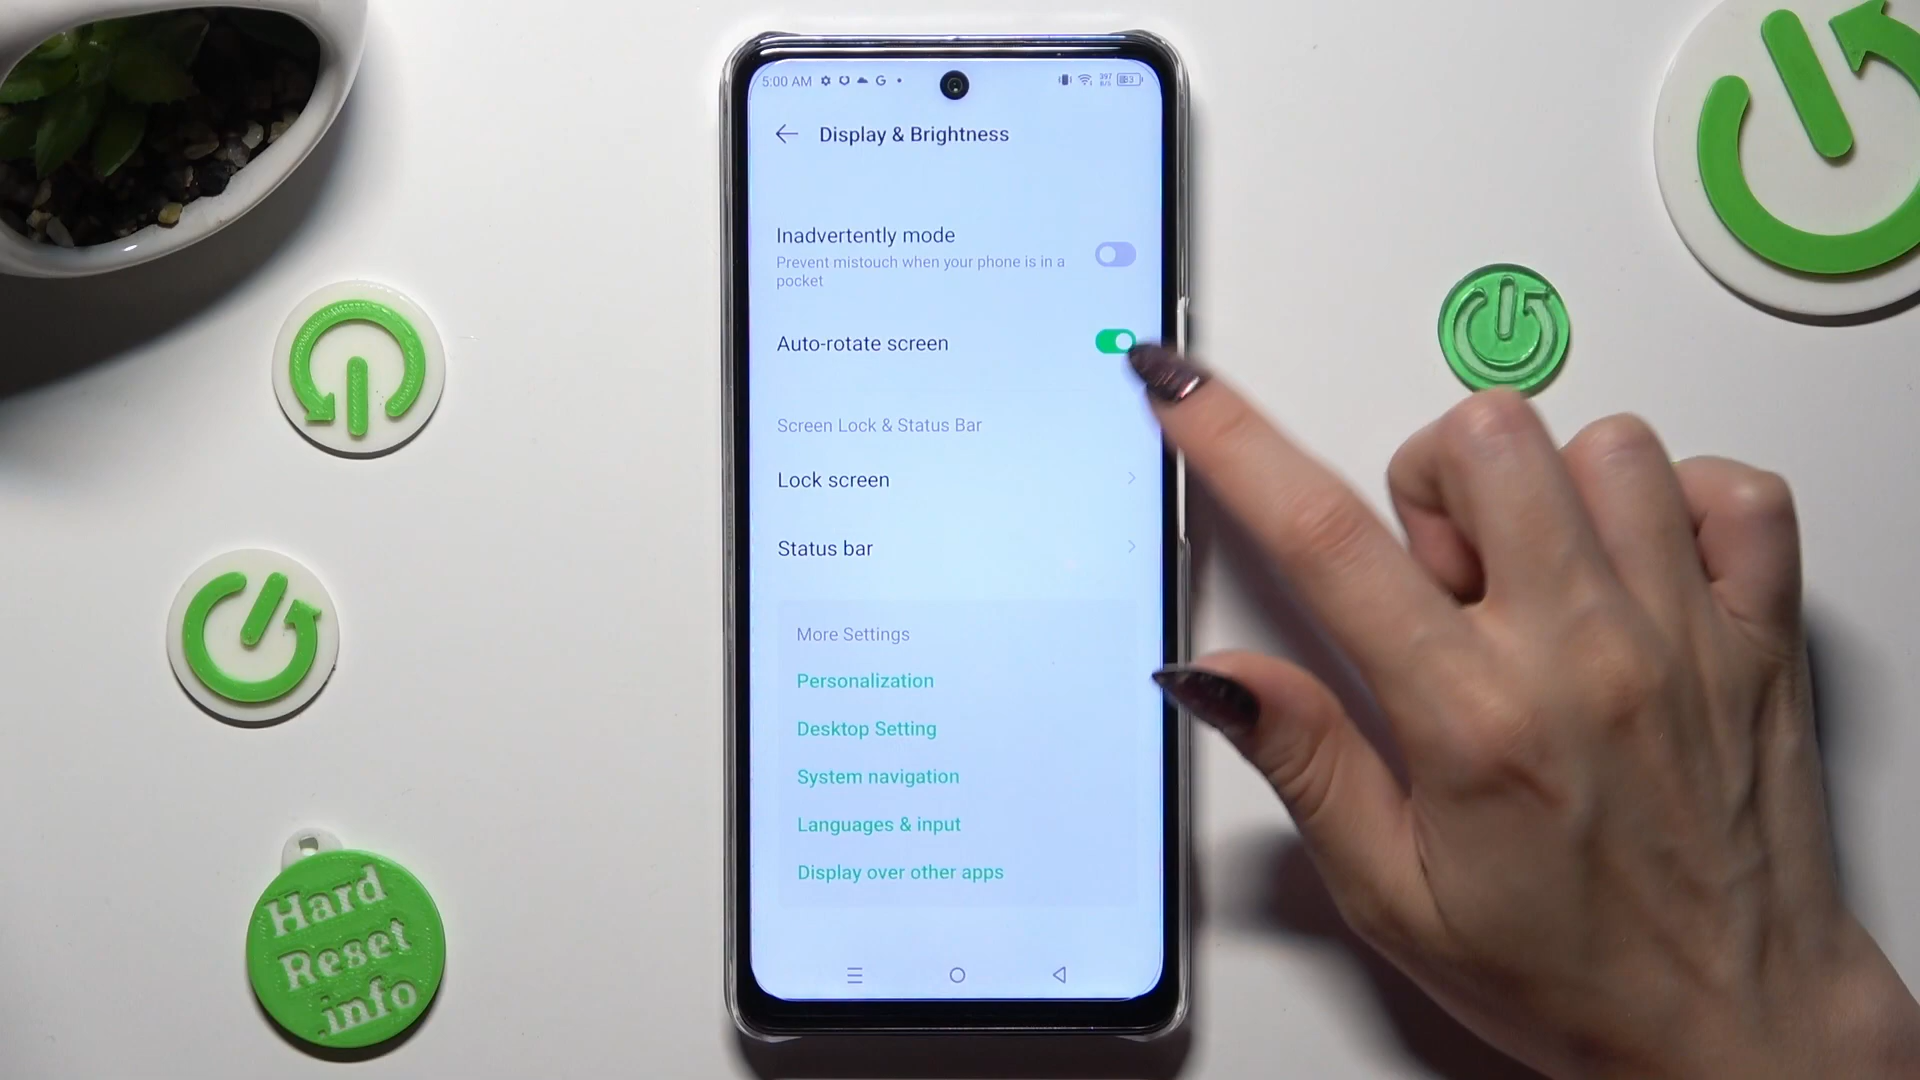 5:00 AM
G
397
B/S
83
Display & Brightness
Inadvertently mode
Prevent mistouch when your phone is in a
pocket
Auto-rotate screen
Screen Lock & Status Bar
Lock screen
Status bar
More Settings
Personalization
Desktop Setting
System navigation
Languages & input
Display over other apps
Hard
Reset
.info